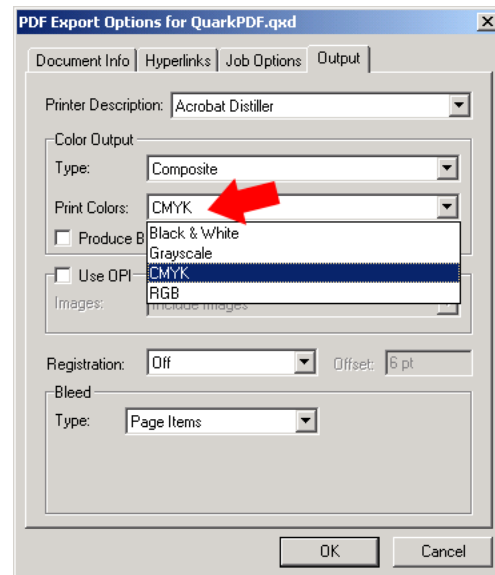 PDF Export Options for QuarkPDF.qxd
Document Info Hyperlinks Job Options Output
Printer Description: Acrobat Distiller
Color Output
Type: Composite
Print Colors: CMYK
Black & White
Produce B
Grayscale
Use OPI CMYK
RGB
Images: Include Images
Registration: Off Offset: 6 pt
Bleed
Type: Page Items
OK Cancel